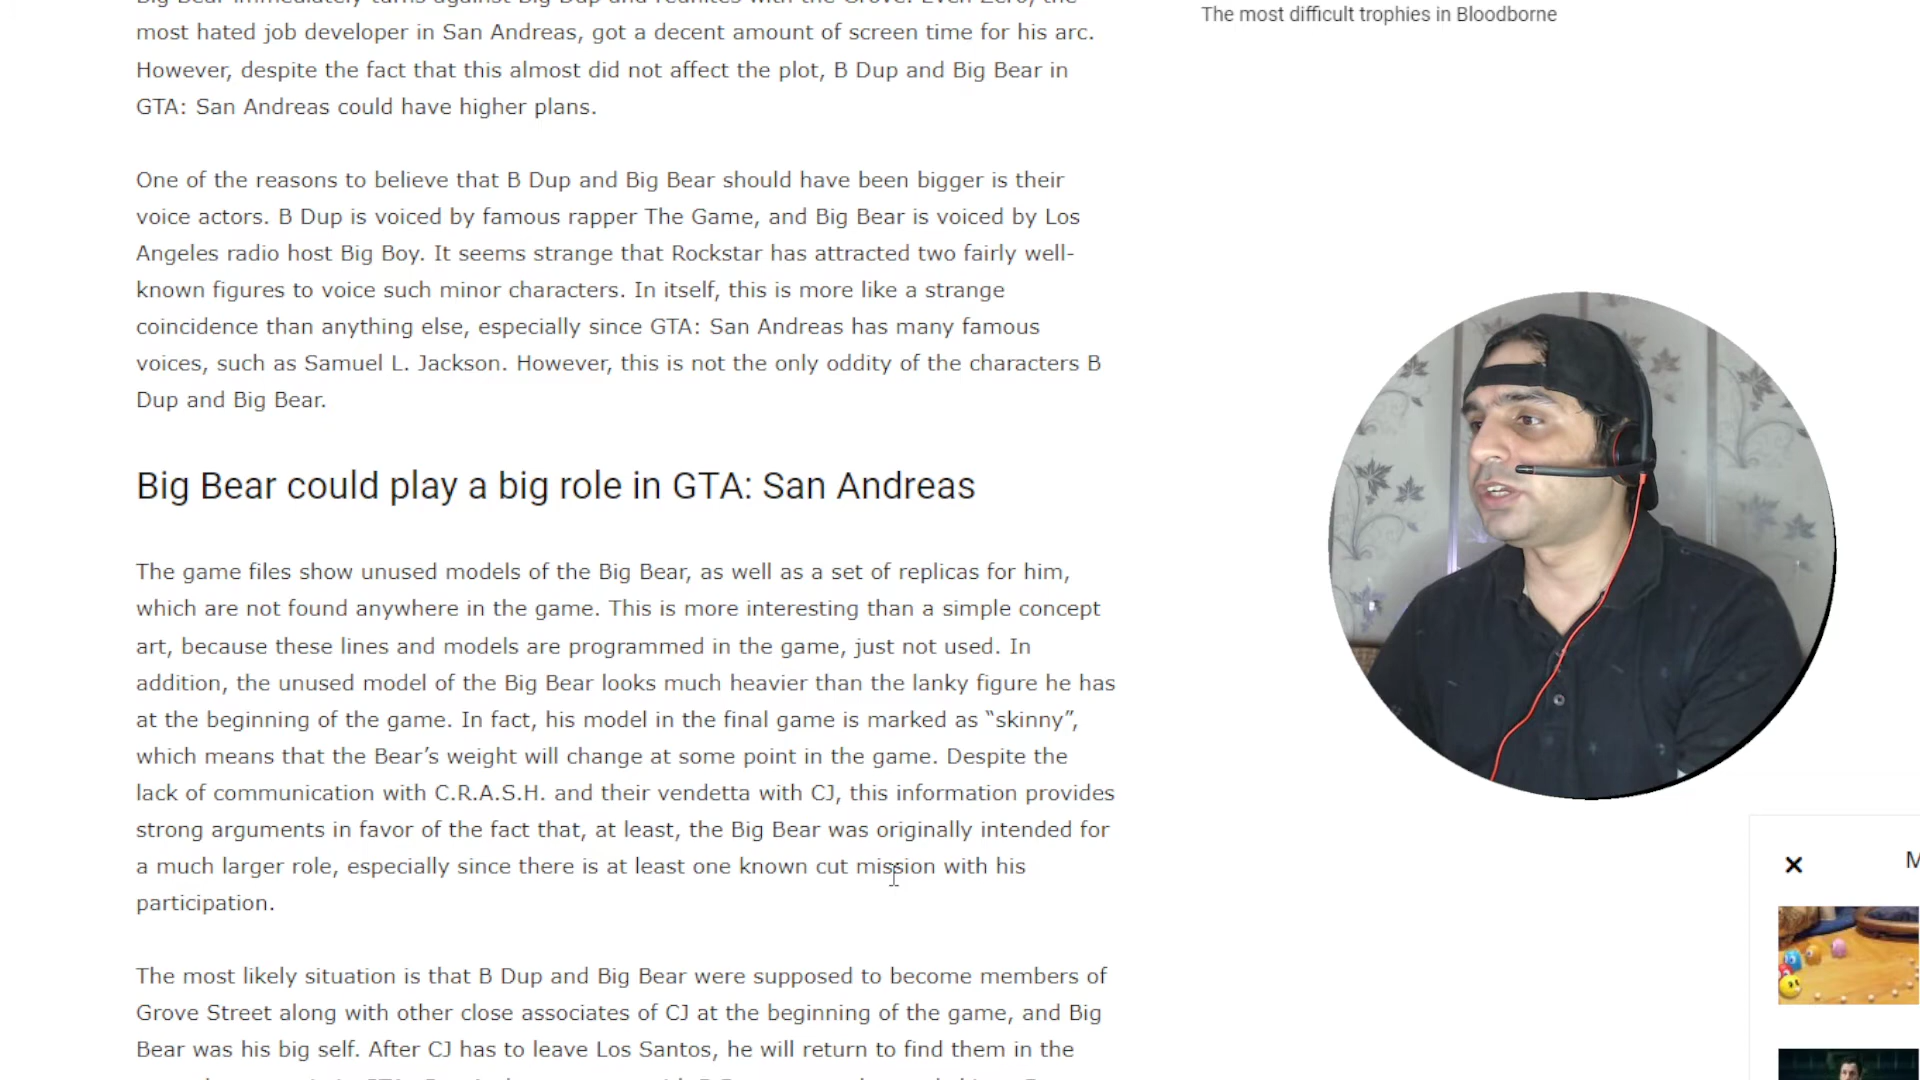 Big Bear immediately turns against Big Dup and reunites with the Grove. Even Zero, the
most hated job developer in San Andreas, got a decent amount of screen time for his arc.
However, despite the fact that this almost did not affect the plot, B Dup and Big Bear in
GTA: San Andreas could have higher plans.
One of the reasons to believe that B Dup and Big Bear should have been bigger is their
voice actors. B Dup is voiced by famous rapper The Game, and Big Bear is voiced by Los
Angeles radio host Big Boy. It seems strange that Rockstar has attracted two fairly well-
known figures to voice such minor characters. In itself, this is more like a strange
coincidence than anything else, especially since GTA: San Andreas has many famous
voices, such as Samuel L. Jackson. However, this is not the only oddity of the characters B
Dup and Big Bear.
Big Bear could play a big role in GTA: San Andreas
The game files show unused models of the Big Bear, as well as a set of replicas for him,
which are not found anywhere in the game. This is more interesting than a simple concept
art, because these lines and models are programmed in the game, just not used. In
addition, the unused model of the Big Bear looks much heavier than the lanky figure he has
at the beginning of the game. In fact, his model in the final game is marked as “skinny”,
which means that the Bear’s weight will change at some point in the game. Despite the
lack of communication with C.R.A.S.H. and their vendetta with CJ, this information provides
strong arguments in favor of the fact that, at least, the Big Bear was originally intended for
a much larger role, especially since there is at least one known cut mission with his
participation.
The most likely situation is that B Dup and Big Bear were supposed to become members of
Grove Street along with other close associates of CJ at the beginning of the game, and Big
Bear was his big self. After CJ has to leave Los Santos, he will return to find them in the
The most difficult trophies in Bloodborne